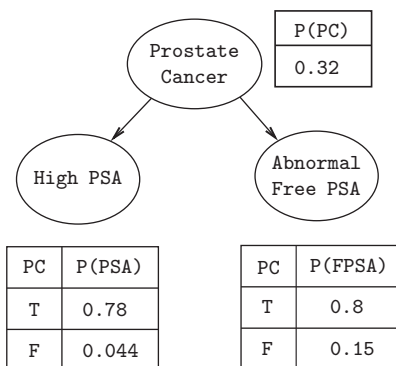 Prostate
Cancer
P(PC)
0.32
High PSA
Abnormal
Free PSA
PC P(PSA)
T 0.78
F 0.044
PC P(FPSA)
T 0.8
F 0.15